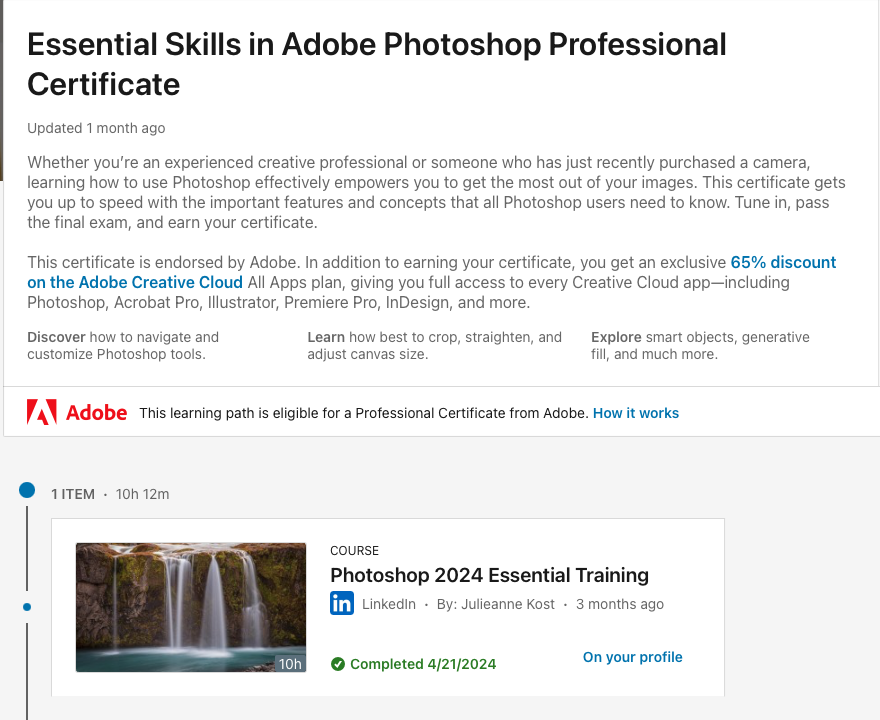 Essential Skills in Adobe Photoshop Professional
Certificate
Updated 1 month ago
Whether you’re an experienced creative professional or someone who has just recently purchased a camera,
learning how to use Photoshop effectively empowers you to get the most out of your images. This certificate gets
you up to speed with the important features and concepts that all Photoshop users need to know. Tune in, pass
the final exam, and earn your certificate.
This certificate is endorsed by Adobe. In addition to earning your certificate, you get an exclusive 65% discount
on the Adobe Creative Cloud All Apps plan, giving you full access to every Creative Cloud app—including
Photoshop, Acrobat Pro, Illustrator, Premiere Pro, InDesign, and more.
Discover how to navigate and
customize Photoshop tools.
Learn how best to crop, straighten, and
adjust canvas size.
Explore smart objects, generative
fill, and much more.
Adobe This learning path is eligible for a Professional Certificate from Adobe. How it works
1 ITEM · 10h 12m
COURSE
Photoshop 2024 Essential Training
in LinkedIn · By: Julieanne Kost · 3 months ago
10h
Completed 4/21/2024
On your profile